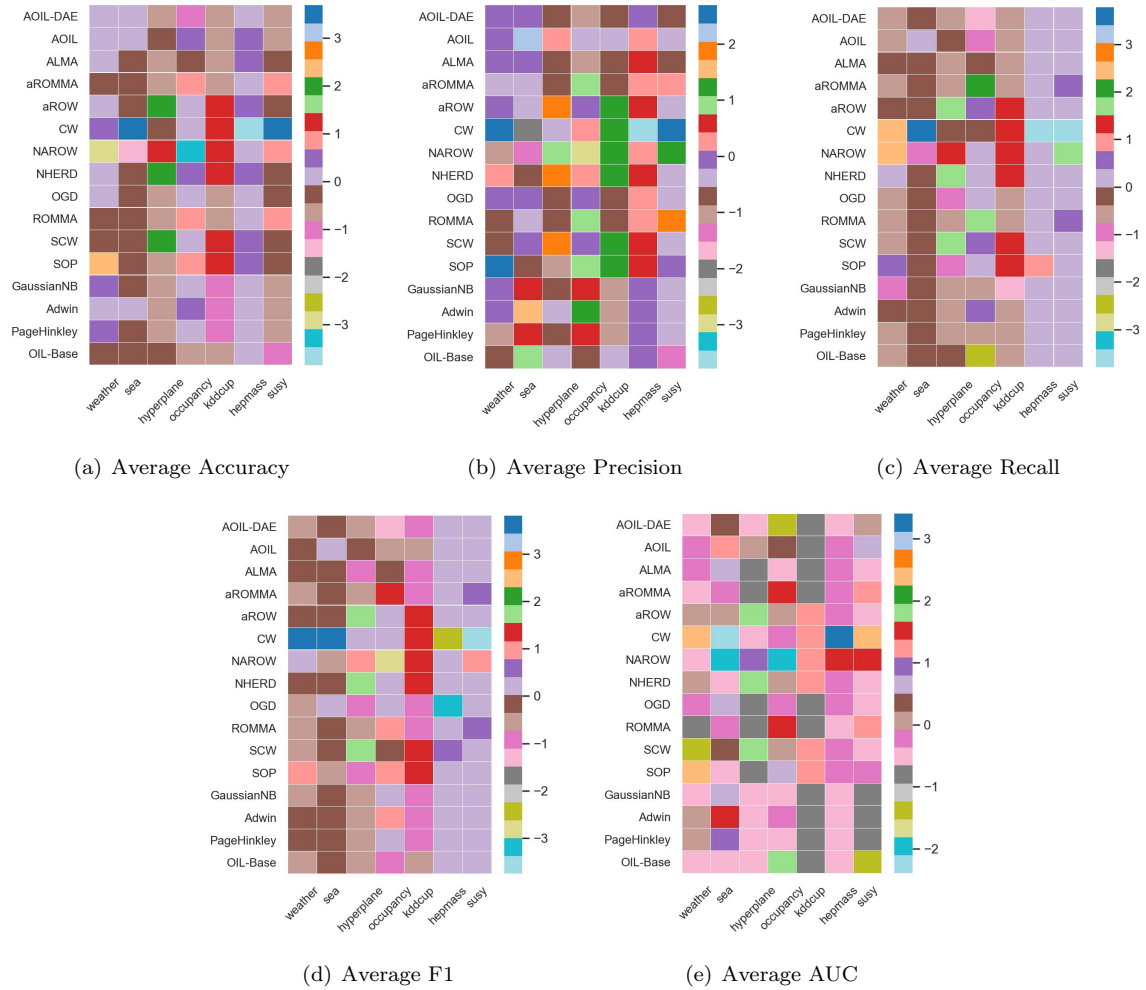 AOIL-DAE
AOIL
ALMA
aROMMA
aROW
CW
NAROW
NHERD
OGD
ROMMA
SCW
SOP
GaussianNB
Adwin
PageHinkley
OIL-Base
weather
sea
hyperplane
occupancy
kddcup
hepmass
susy
3
2
1
0
−1
−2
−3
(a) Average Accuracy
AOIL-DAE
AOIL
ALMA
aROMMA
aROW
CW
NAROW
NHERD
OGD
ROMMA
SCW
SOP
GaussianNB
Adwin
PageHinkley
OIL-Base
weather
sea
hyperplane
occupancy
kddcup
hepmass
susy
2
1
0
−1
−2
−3
(b) Average Precision
AOIL-DAE
AOIL
ALMA
aROMMA
aROW
CW
NAROW
NHERD
OGD
ROMMA
SCW
SOP
GaussianNB
Adwin
PageHinkley
OIL-Base
weather
sea
hyperplane
occupancy
kddcup
hepmass
susy
3
2
1
0
−1
−2
−3
(c) Average Recall
AOIL-DAE
AOIL
ALMA
aROMMA
aROW
CW
NAROW
NHERD
OGD
ROMMA
SCW
SOP
GaussianNB
Adwin
PageHinkley
OIL-Base
weather
sea
hyperplane
occupancy
kddcup
hepmass
susy
3
2
1
0
−1
−2
−3
(d) Average F1
AOIL-DAE
AOIL
ALMA
aROMMA
aROW
CW
NAROW
NHERD
OGD
ROMMA
SCW
SOP
GaussianNB
Adwin
PageHinkley
OIL-Base
weather
sea
hyperplane
occupancy
kddcup
hepmass
susy
3
2
1
0
−1
−2
(e) Average AUC